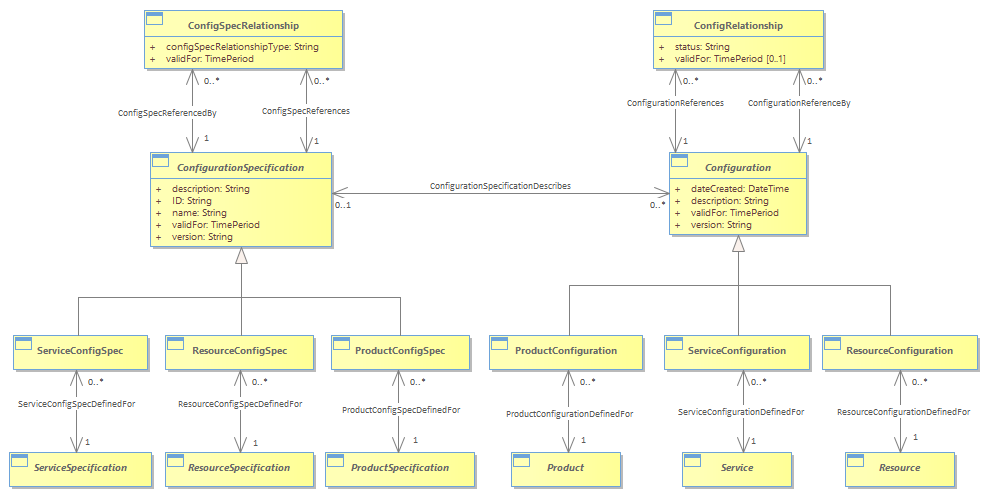 ConfigSpecRelationship
+ configSpecRelationshipType: String
+ validFor: TimePeriod
ConfigRelationship
+ status: String
+ validFor: TimePeriod [0..1]
0..*
0..*
0..*
0..*
ConfigSpecReferencedBy
ConfigSpecReferences
ConfigurationReferences
ConfigurationReferenceBy
1
1
1
1
ConfigurationSpecification
+ description: String
+ ID: String
+ name: String
+ validFor: TimePeriod
+ version: String
ConfigurationSpecificationDescribes
0..1
0..*
Configuration
+ dateCreated: DateTime
+ description: String
+ validFor: TimePeriod
+ version: String
ServiceConfigSpec
ResourceConfigSpec
ProductConfigSpec
ProductConfiguration
ServiceConfiguration
ResourceConfiguration
0..*
0..*
0..*
0..*
0..*
0..*
ServiceConfigSpecDefinedFor
ResourceConfigSpecDefinedFor
ProductConfigSpecDefinedFor
ProductConfigurationDefinedFor
ServiceConfigurationDefinedFor
ResourceConfigurationDefinedFor
1
1
1
1
1
1
ServiceSpecification
ResourceSpecification
ProductSpecification
Product
Service
Resource